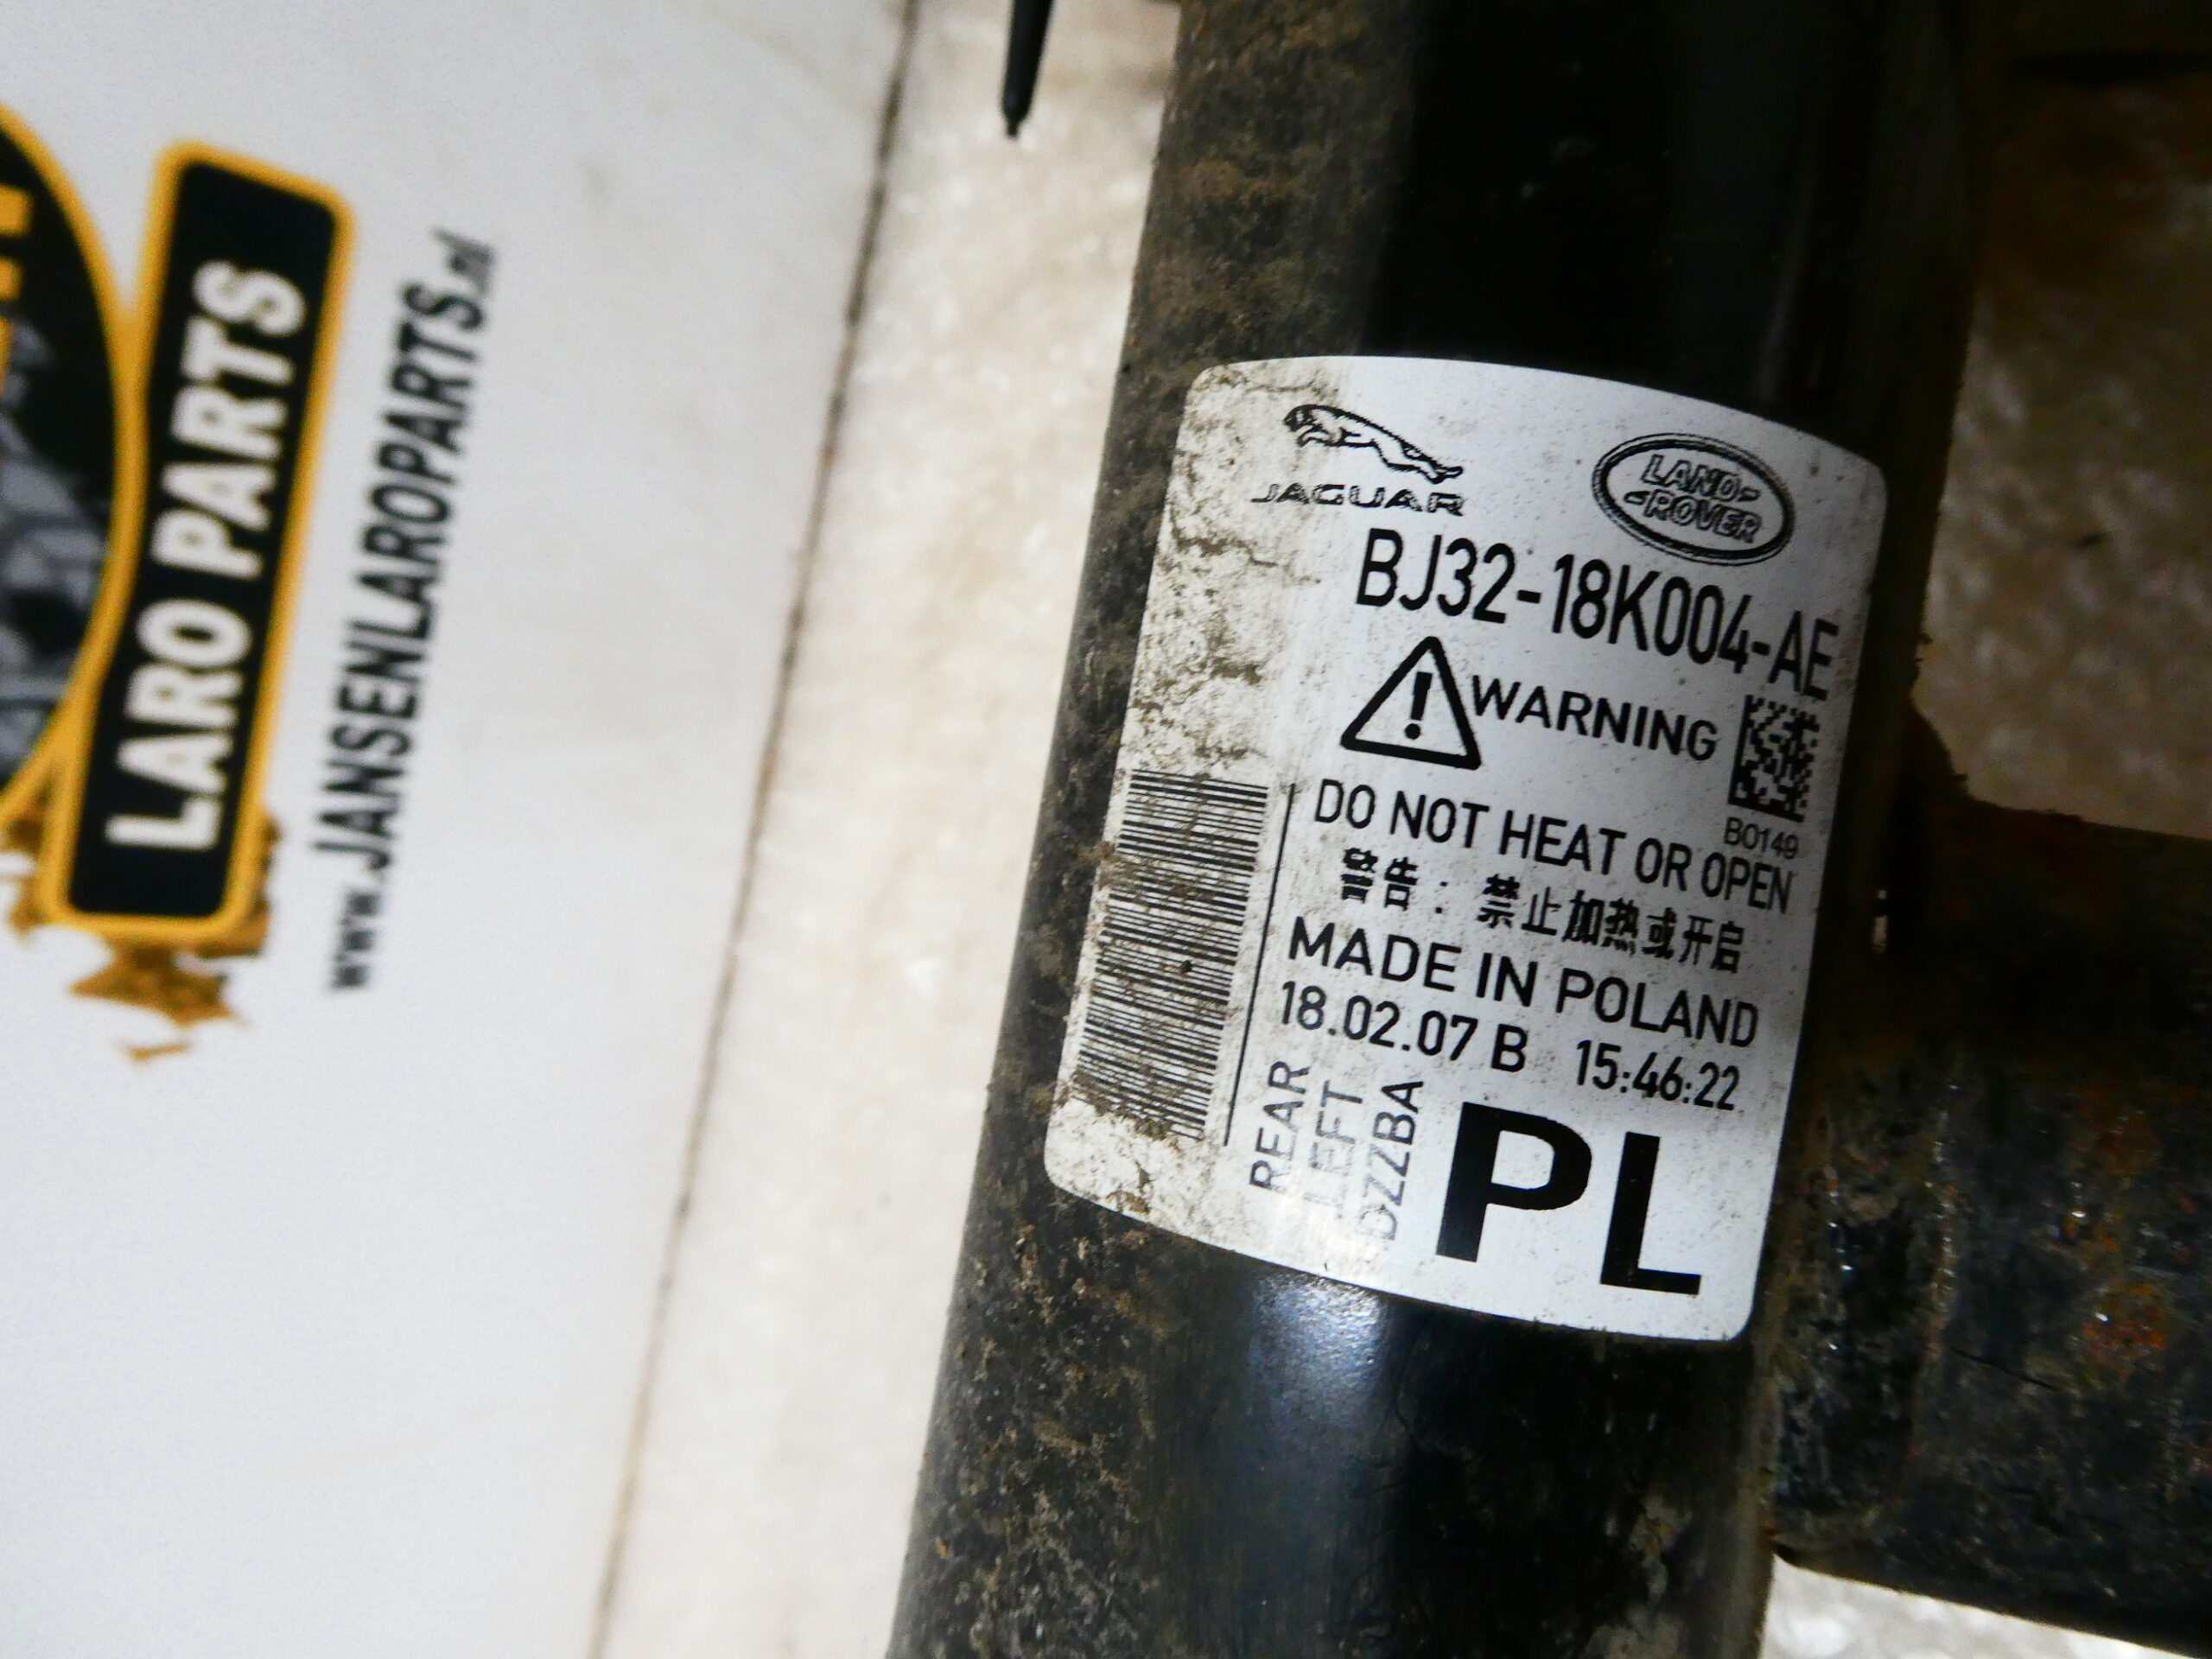 LARO PARTS
www.JANSENLAROPARTS.nl
JAGUAR
LAND-
-ROVER
BJ32-18K004-AE
WARNING
B0149
DO NOT HEAT OR OPEN
警告：禁止加热或开启
MADE IN POLAND
18.02.07 B 15:46:22
REAR
LEFT
DZZBA
PL